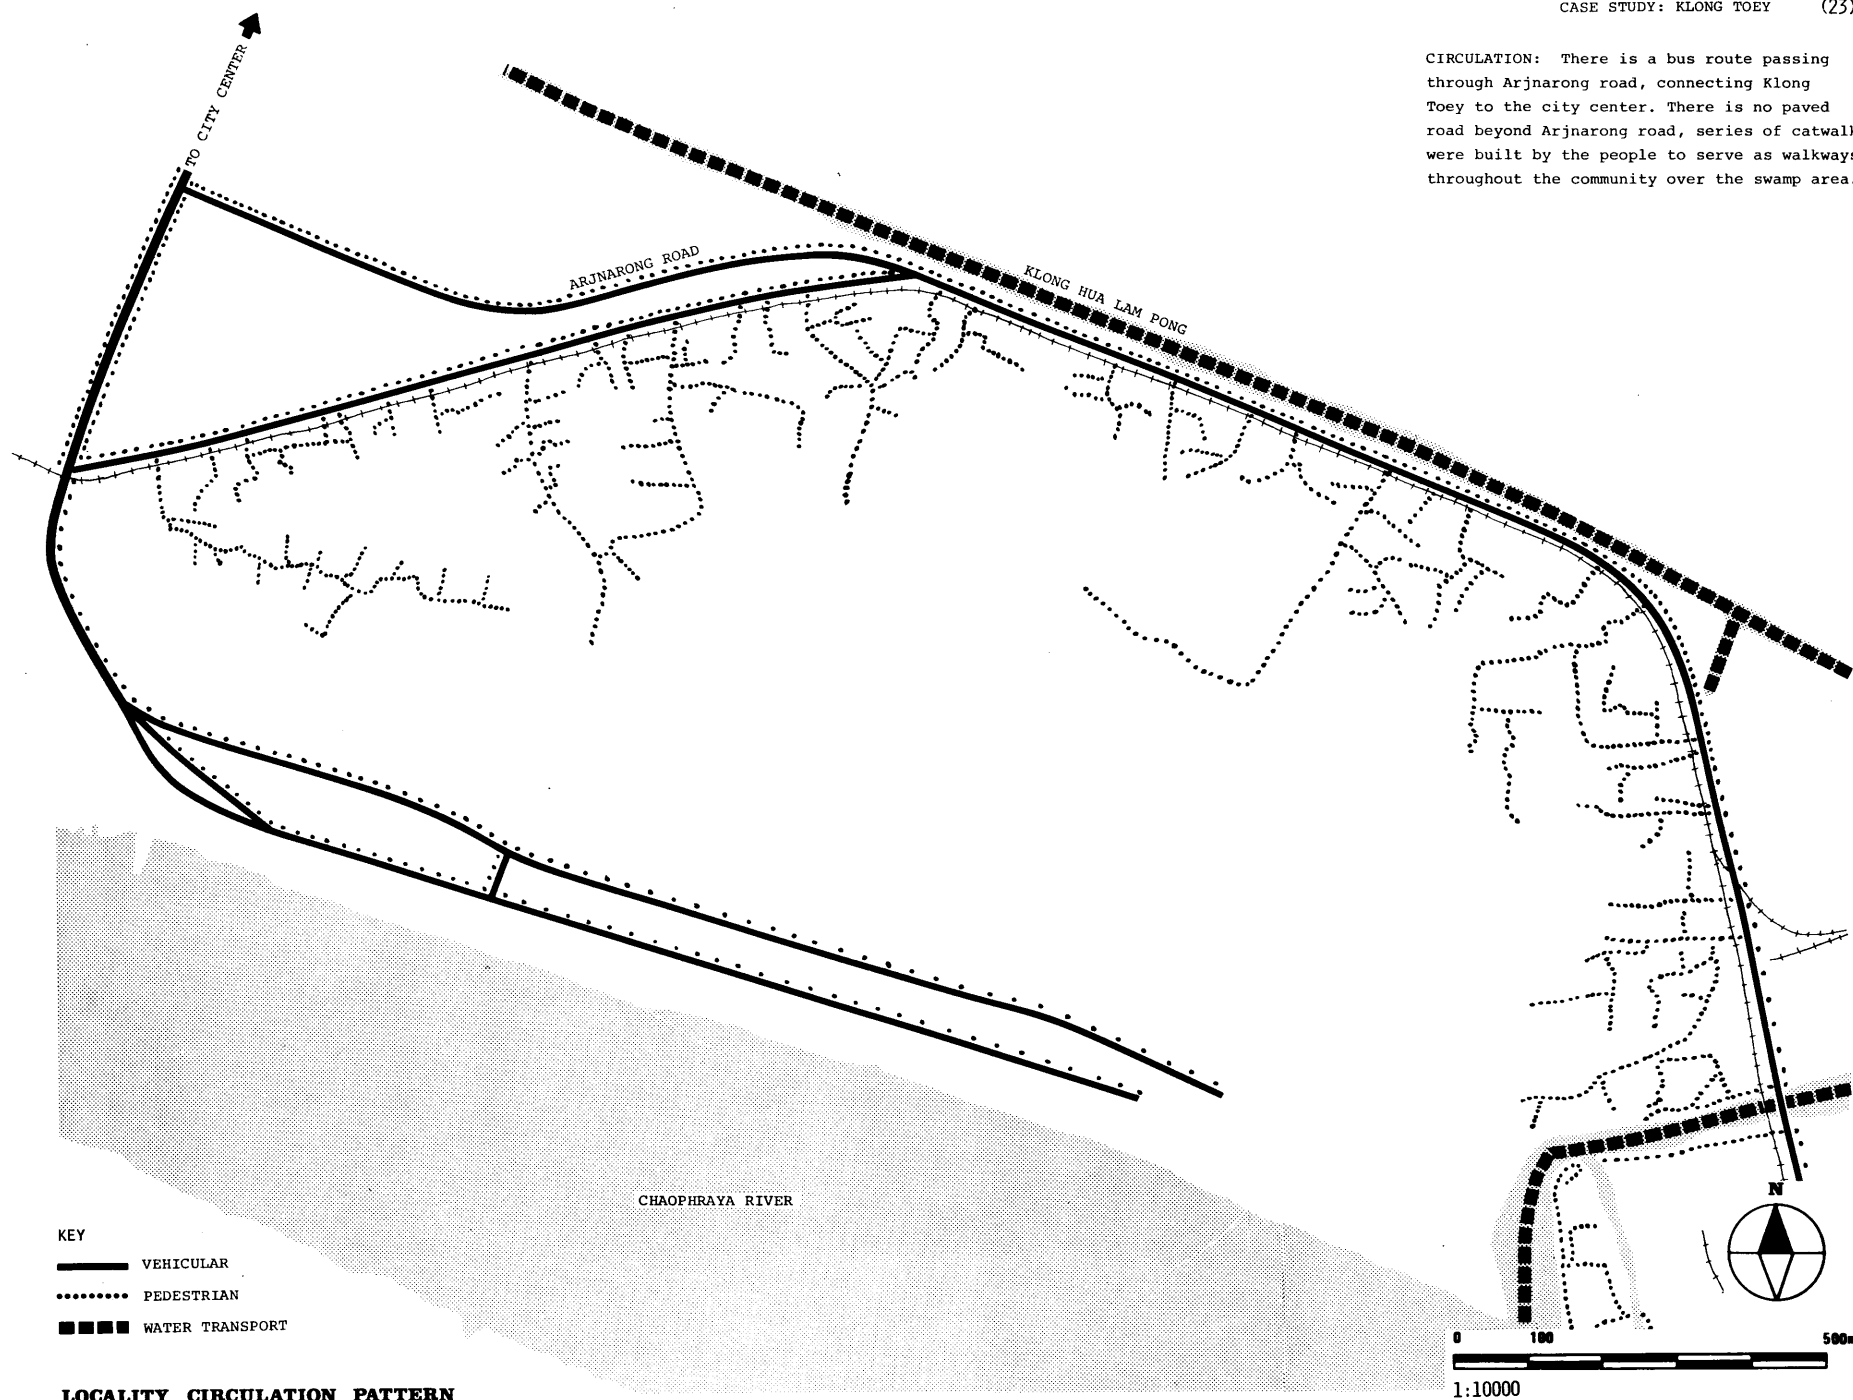 CASE STUDY: KLONG TOEY (23)
CIRCULATION: There is a bus route passing
through Arjnarong road, connecting Klong
Toey to the city center. There is no paved
road beyond Arjnarong road, series of catwalk
were built by the people to serve as walkways
throughout the community over the swamp area.
TO CITY CENTER
ARJNARONG ROAD
KLONG HUA LAM PONG
CHAOPHRAYA RIVER
KEY
VEHICULAR
PEDESTRIAN
WATER TRANSPORT
N
0 100 500m
1:10000
LOCALITY CIRCULATION PATTERN